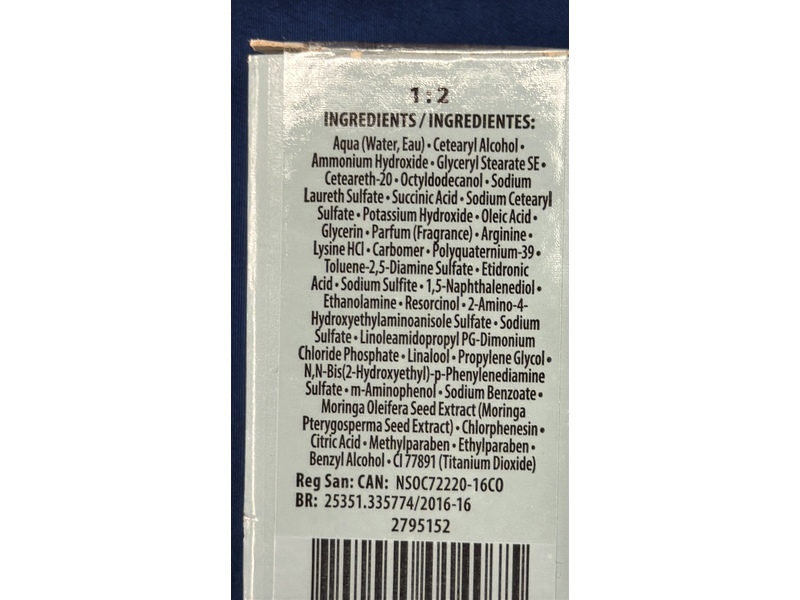 1:2
INGREDIENTS / INGREDIENTES:
Aqua (Water, Eau) • Cetearyl Alcohol •
Ammonium Hydroxide • Glyceryl Stearate SE •
Ceteareth-20 • Octyldodecanol • Sodium
Laureth Sulfate • Succinic Acid • Sodium Cetearyl
Sulfate • Potassium Hydroxide • Oleic Acid •
Glycerin • Parfum (Fragrance) • Arginine •
Lysine HCl • Carbomer • Polyquaternium-39 •
Toluene-2,5-Diamine Sulfate • Etidronic
Acid • Sodium Sulfite • 1,5-Naphthalenediol •
Ethanolamine • Resorcinol • 2-Amino-4-
Hydroxyethylaminoanisole Sulfate • Sodium
Sulfate • Linoleamidopropyl PG-Dimonium
Chloride Phosphate • Linalool • Propylene Glycol •
N,N-Bis(2-Hydroxyethyl)-p-Phenylenediamine
Sulfate • m-Aminophenol • Sodium Benzoate •
Moringa Oleifera Seed Extract (Moringa
Pterygosperma Seed Extract) • Chlorphenesin •
Citric Acid • Methylparaben • Ethylparaben •
Benzyl Alcohol • CI 77891 (Titanium Dioxide)
Reg San: CAN: NSOC72220-16CO
BR: 25351.335774/2016-16
2795152